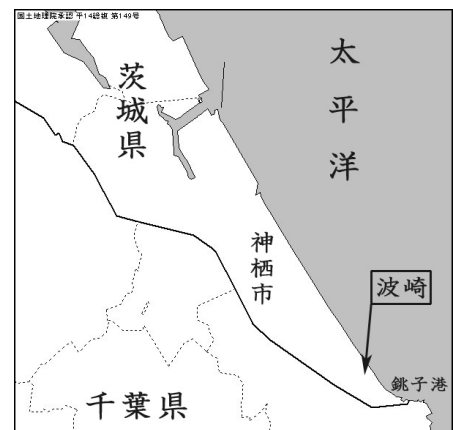 国土地理院承認 平14総複 第149号
茨城県
太平洋
神栖市
波崎
銚子港
千葉県